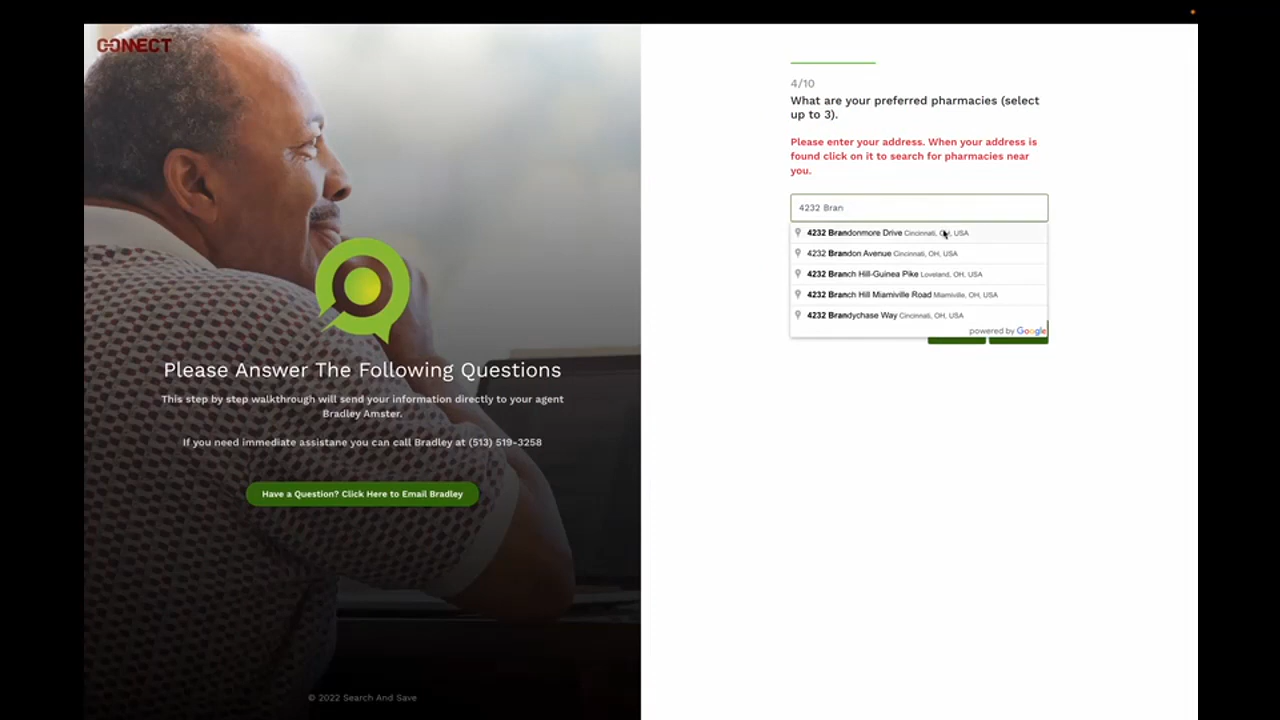 CONNECT
Please Answer The Following Questions
This step by step walkthrough will send your information directly to your agent
Bradley Amster.
If you need immediate assistane you can call Bradley at (513) 519-3258
Have a Question? Click Here to Email Bradley
© 2022 Search And Save
4/10
What are your preferred pharmacies (select
up to 3).
Please enter your address. When your address is
found click on it to search for pharmacies near
you.
4232 Bran
4232 Brandonmore Drive Cincinnati, OH, USA
4232 Brandon Avenue Cincinnati, OH, USA
4232 Branch Hill-Guinea Pike Loveland, OH, USA
4232 Branch Hill Miamiville Road Miamiville, OH, USA
4232 Brandychase Way Cincinnati, OH, USA
powered by Google